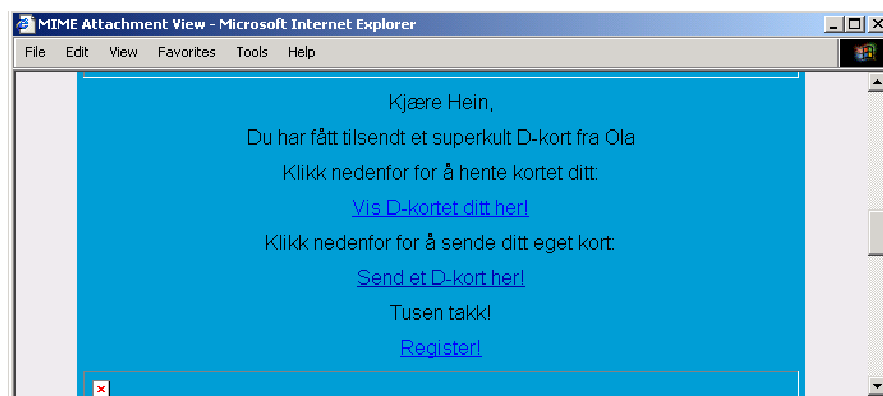 MIME Attachment View - Microsoft Internet Explorer
File Edit View Favorites Tools Help
Kjære Hein,
Du har fått tilsendt et superkult D-kort fra Ola
Klikk nedenfor for å hente kortet ditt:
Vis D-kortet ditt her!
Klikk nedenfor for å sende ditt eget kort:
Send et D-kort her!
Tusen takk!
Register!